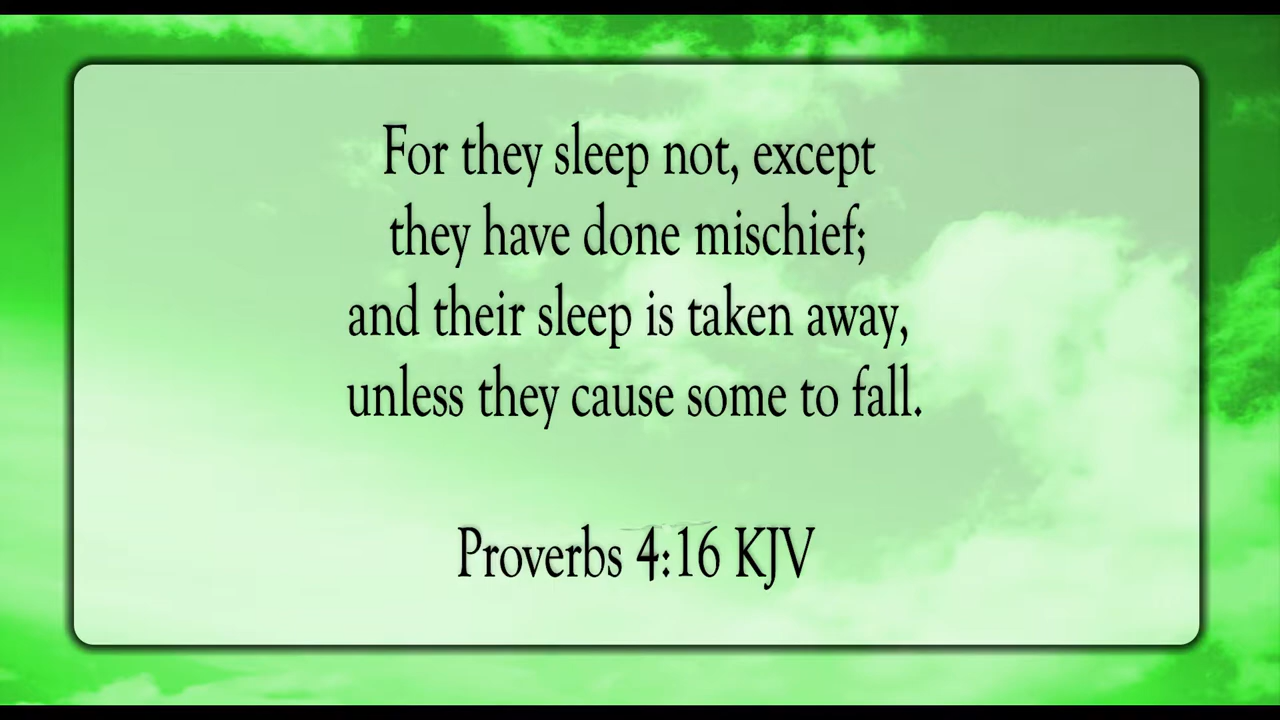 For they sleep not, except
they have done mischief;
and their sleep is taken away,
unless they cause some to fall.
Proverbs 4:16 KJV